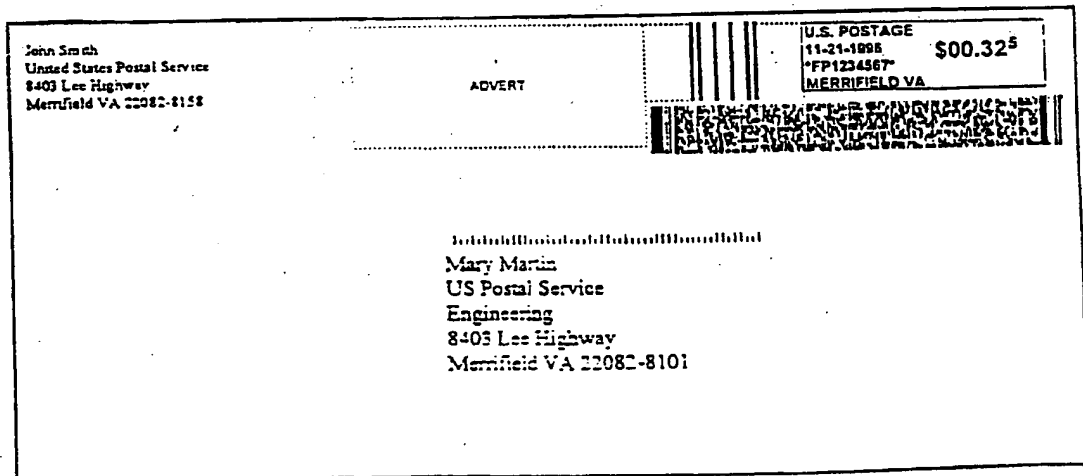 John Smith
United States Postal Service
8403 Lee Highway
Merrifield VA 22082-8158
ADVERT
U.S. POSTAGE
11-21-1996
$00.32⁵
*FP1234567*
MERRIFIELD VA
Mary Martin
US Postal Service
Engineering
8403 Lee Highway
Merrifield VA 22082-8101